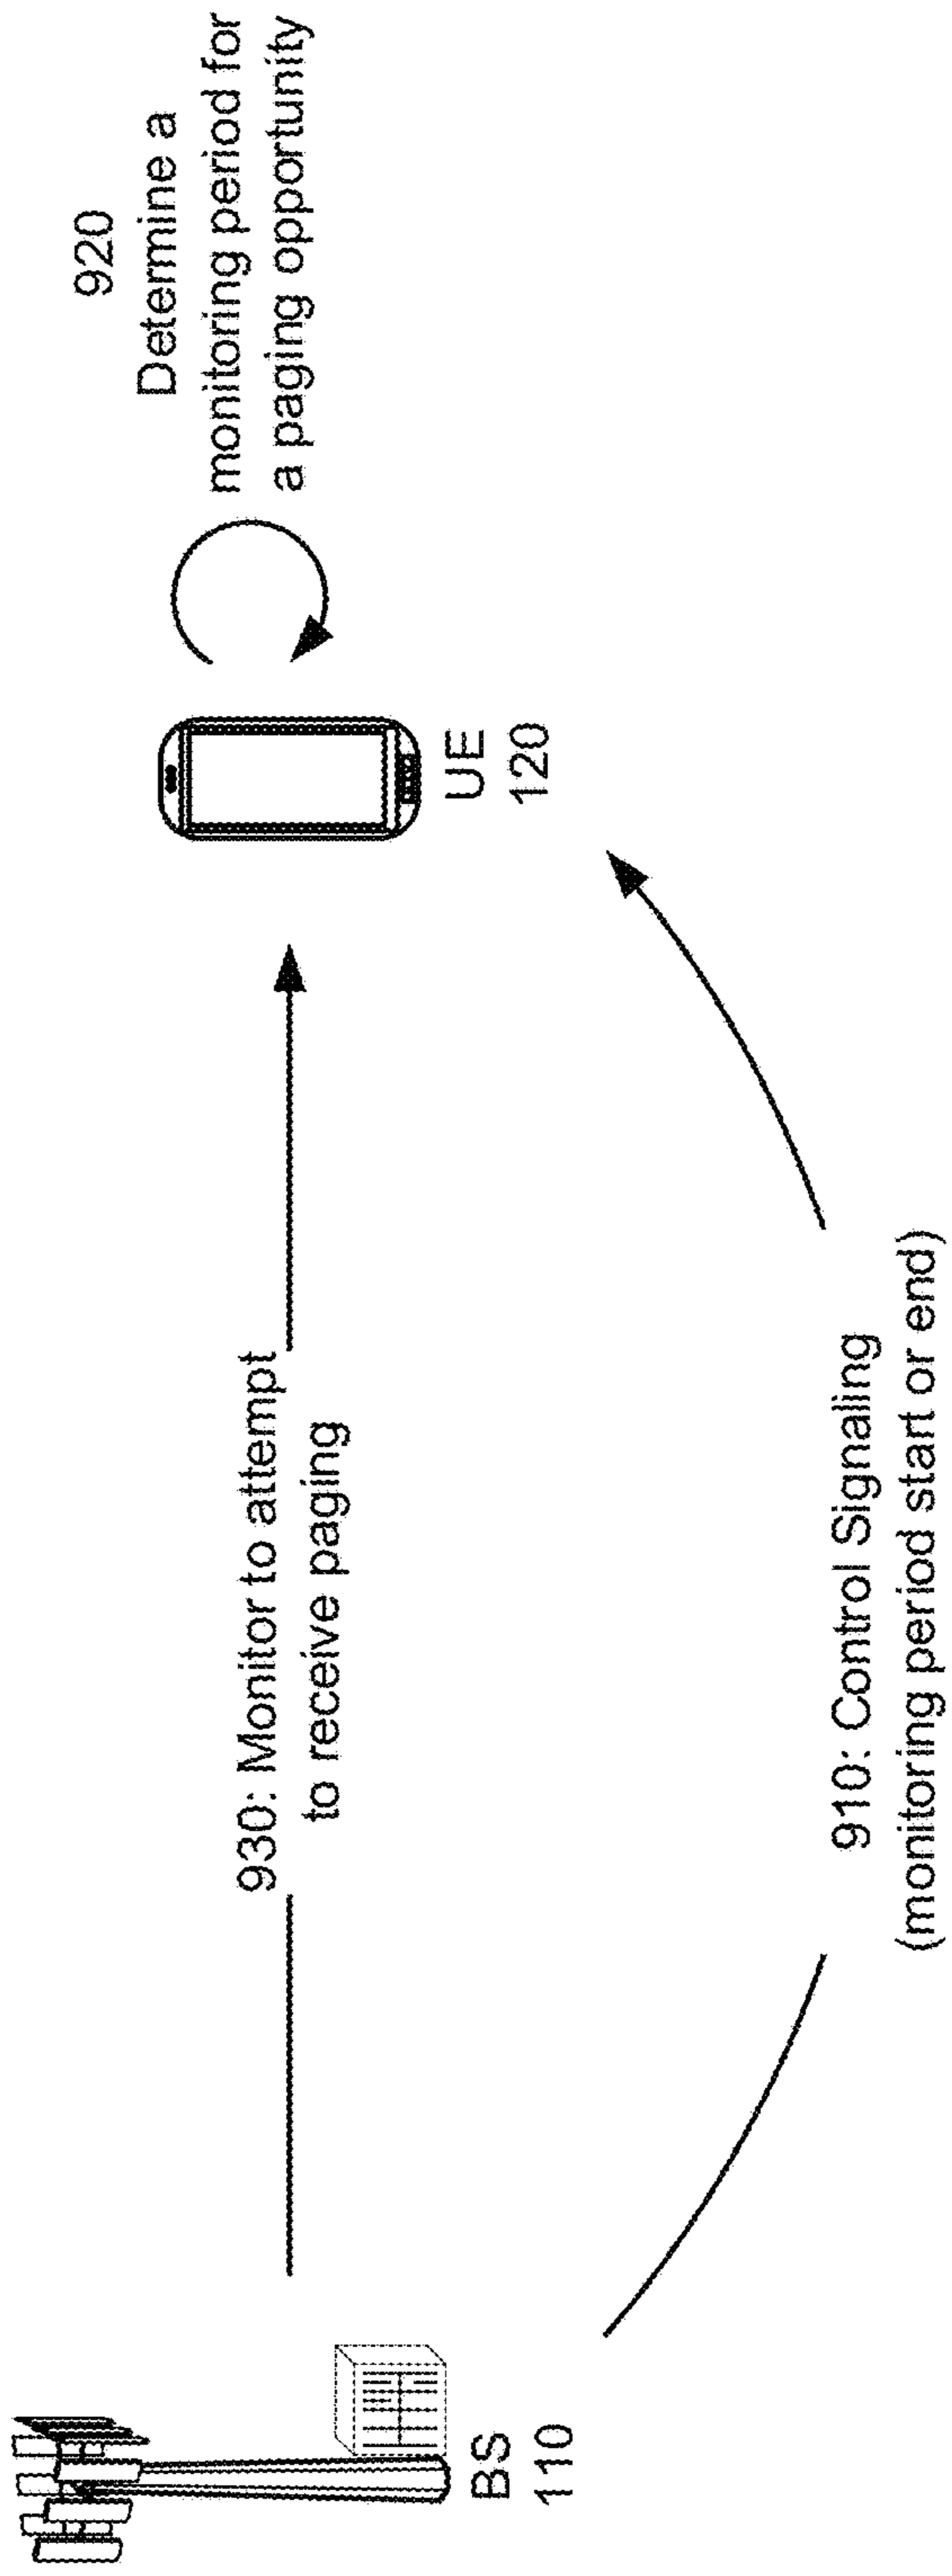 920
Determine a
monitoring period for
a paging opportunity
930: Monitor to attempt
to receive paging
UE
120
BS
110
910: Control Signaling
(monitoring period start or end)